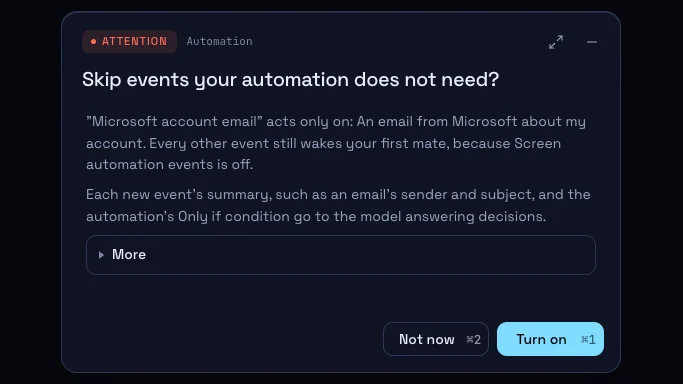 ATTENTION Automation
Skip events your automation does not need?
"Microsoft account email" acts only on: An email from Microsoft about my
account. Every other event still wakes your first mate, because Screen
automation events is off.
Each new event's summary, such as an email's sender and subject, and the
automation's Only if condition go to the model answering decisions.
More
Not now ⌘2 Turn on ⌘1